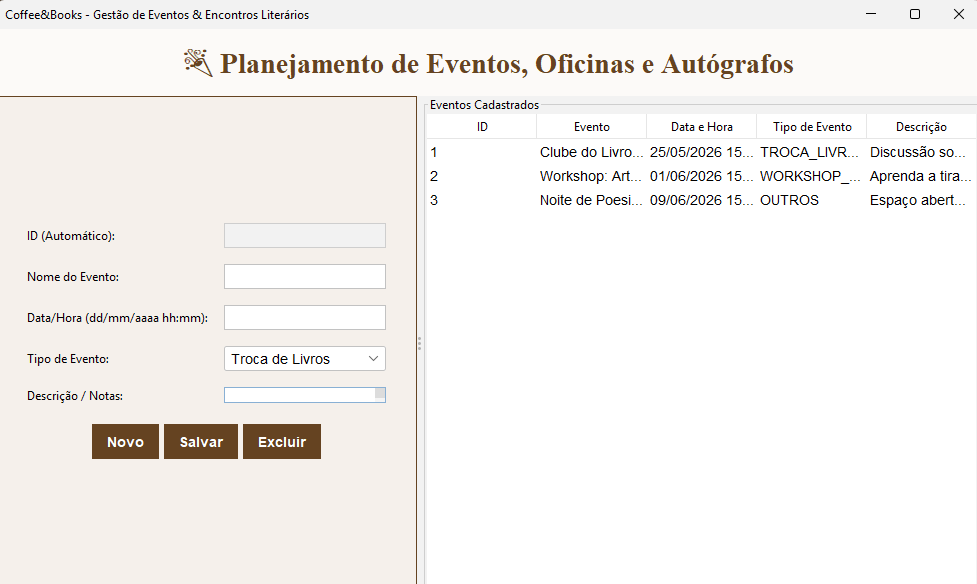 Coffee&Books - Gestão de Eventos & Encontros Literários
Planejamento de Eventos, Oficinas e Autógrafos
ID (Automático):
Nome do Evento:
Data/Hora (dd/mm/aaaa hh:mm):
Tipo de Evento:
Troca de Livros
Descrição / Notas:
Novo Salvar Excluir
Eventos Cadastrados
ID Evento Data e Hora Tipo de Evento Descrição
1 Clube do Livro... 25/05/2026 15... TROCA_LIVR... Discussão so...
2 Workshop: Art... 01/06/2026 15... WORKSHOP_... Aprenda a tira...
3 Noite de Poesi... 09/06/2026 15... OUTROS Espaço abert...